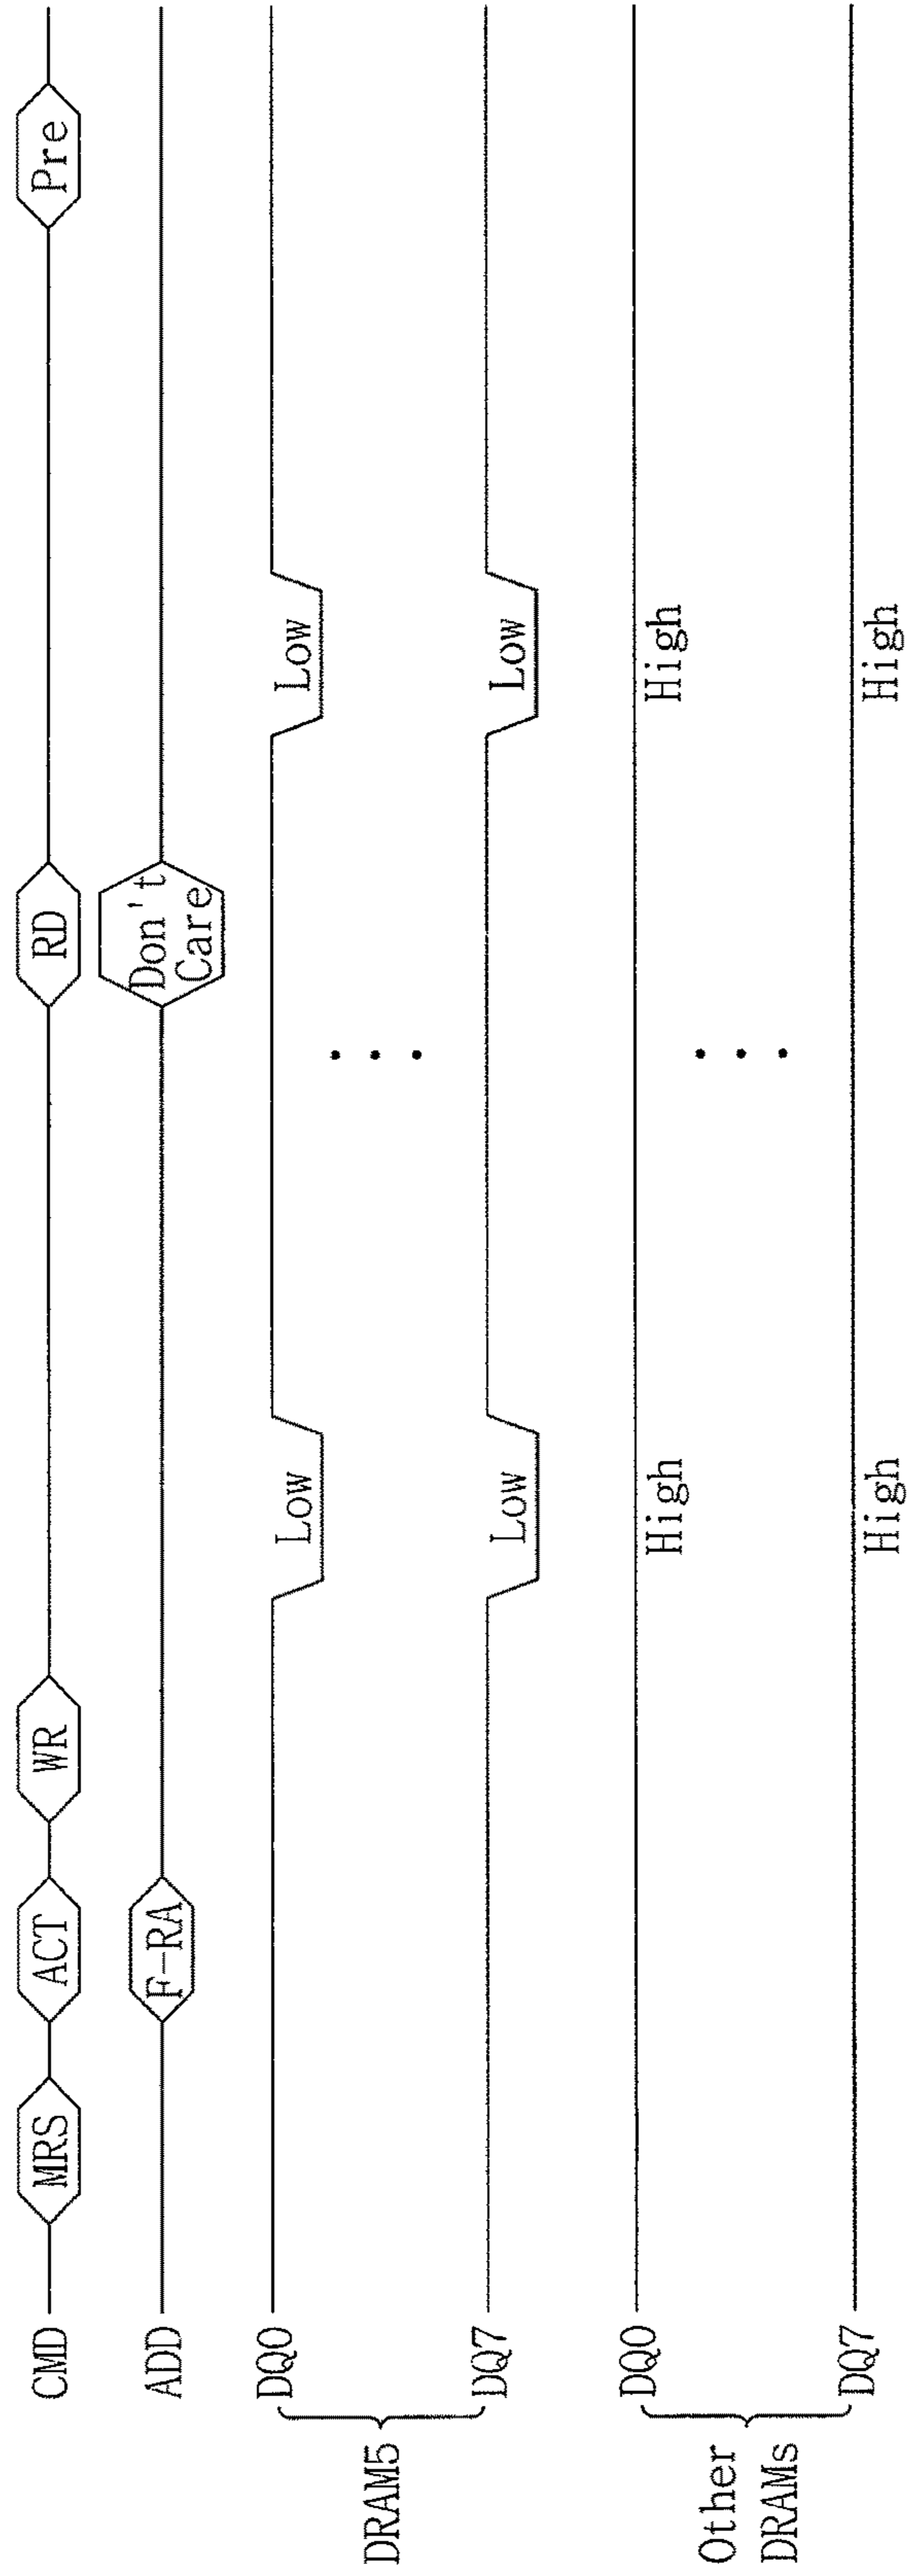 CMD MRS ACT WR RD Pre
ADD F-RA Don't
Care
DRAM5
DQ0 Low Low
DQ7 Low Low
Other
DRAMs
DQ0 High High
DQ7 High High